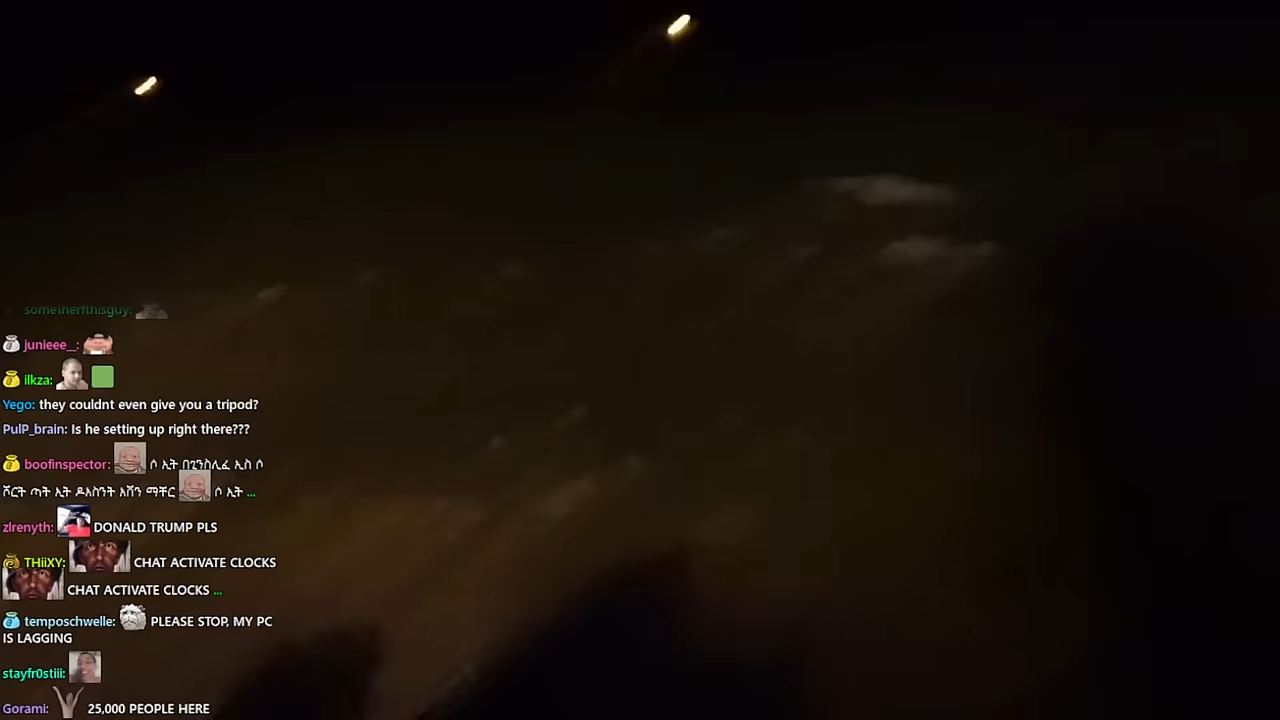 some1herfthisguy:
junieee_:
ilkza:
Yego: they couldnt even give you a tripod?
PulP_brain: Is he setting up right there???
boofinspector: ሶ ኢት በጊንስሊፈ ኢስ ሶ
ሾርት ጣት ኢት ዶእስንት እቨን ማቸር ሶ ኢት ...
zlrenyth: DONALD TRUMP PLS
THiiXY: CHAT ACTIVATE CLOCKS
CHAT ACTIVATE CLOCKS ...
temposchwelle: PLEASE STOP, MY PC
IS LAGGING
stayfr0stiii:
Gorami: 25,000 PEOPLE HERE